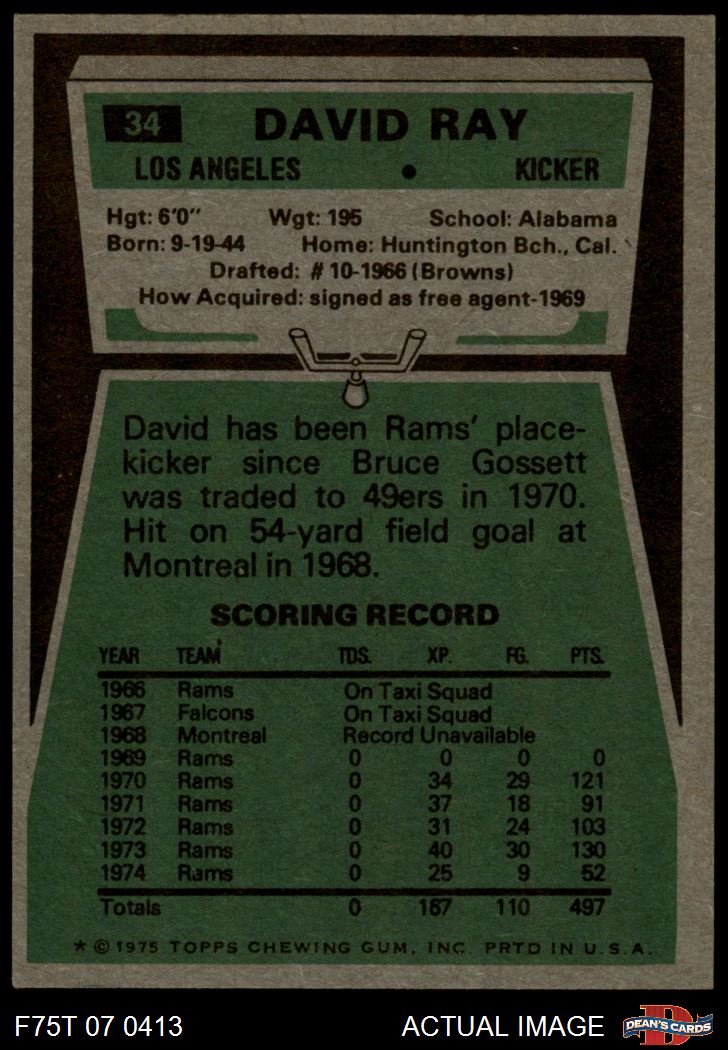 34 DAVID RAY
LOS ANGELES • KICKER
Hgt: 6'0" Wgt: 195 School: Alabama
Born: 9-19-44 Home: Huntington Bch., Cal.
Drafted: #10-1966 (Browns)
How Acquired: signed as free agent-1969
David has been Rams' place-
kicker since Bruce Gossett
was traded to 49ers in 1970.
Hit on 54-yard field goal at
Montreal in 1968.
SCORING RECORD
YEAR TEAM TDS. XP. FG. PTS.
1966 Rams On Taxi Squad
1967 Falcons On Taxi Squad
1968 Montreal Record Unavailable
1969 Rams 0 0 0 0
1970 Rams 0 34 29 121
1971 Rams 0 37 18 91
1972 Rams 0 31 24 103
1973 Rams 0 40 30 130
1974 Rams 0 25 9 52
Totals 0 167 110 497
★ © 1975 TOPPS CHEWING GUM, INC. PRTD IN U.S.A.
F75T 07 0413 ACTUAL IMAGE D DEAN'S CARDS